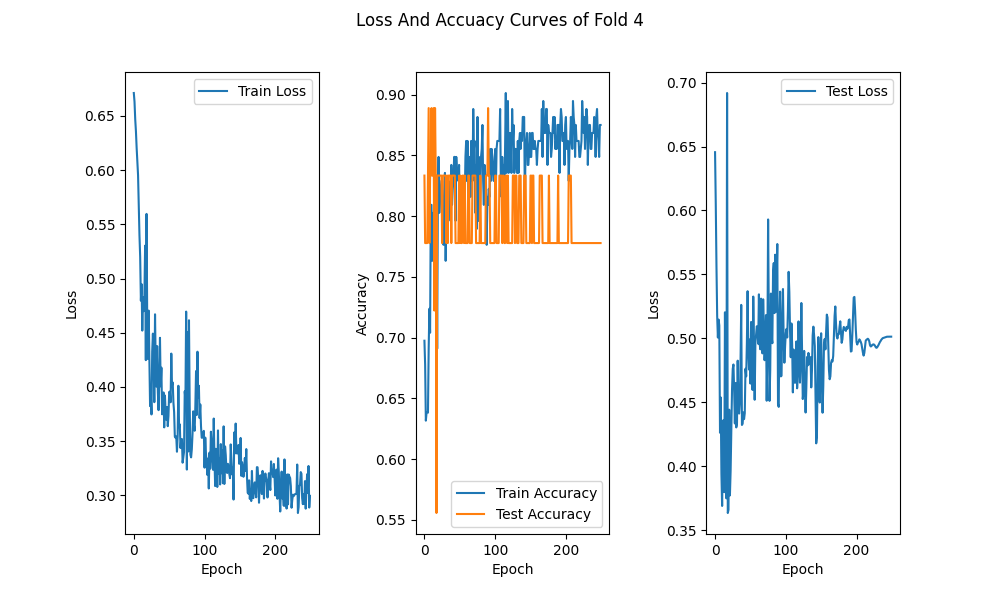 Loss And Accuacy Curves of Fold 4
Train Loss
0.65
0.60
0.55
0.50
0.45
0.40
0.35
0.30
Loss
0 100 200
Epoch
0.90
0.85
0.80
0.75
0.70
0.65
0.60
0.55
Accuracy
Train Accuracy
Test Accuracy
0 100 200
Epoch
Test Loss
0.70
0.65
0.60
0.55
0.50
0.45
0.40
0.35
Loss
0 100 200
Epoch